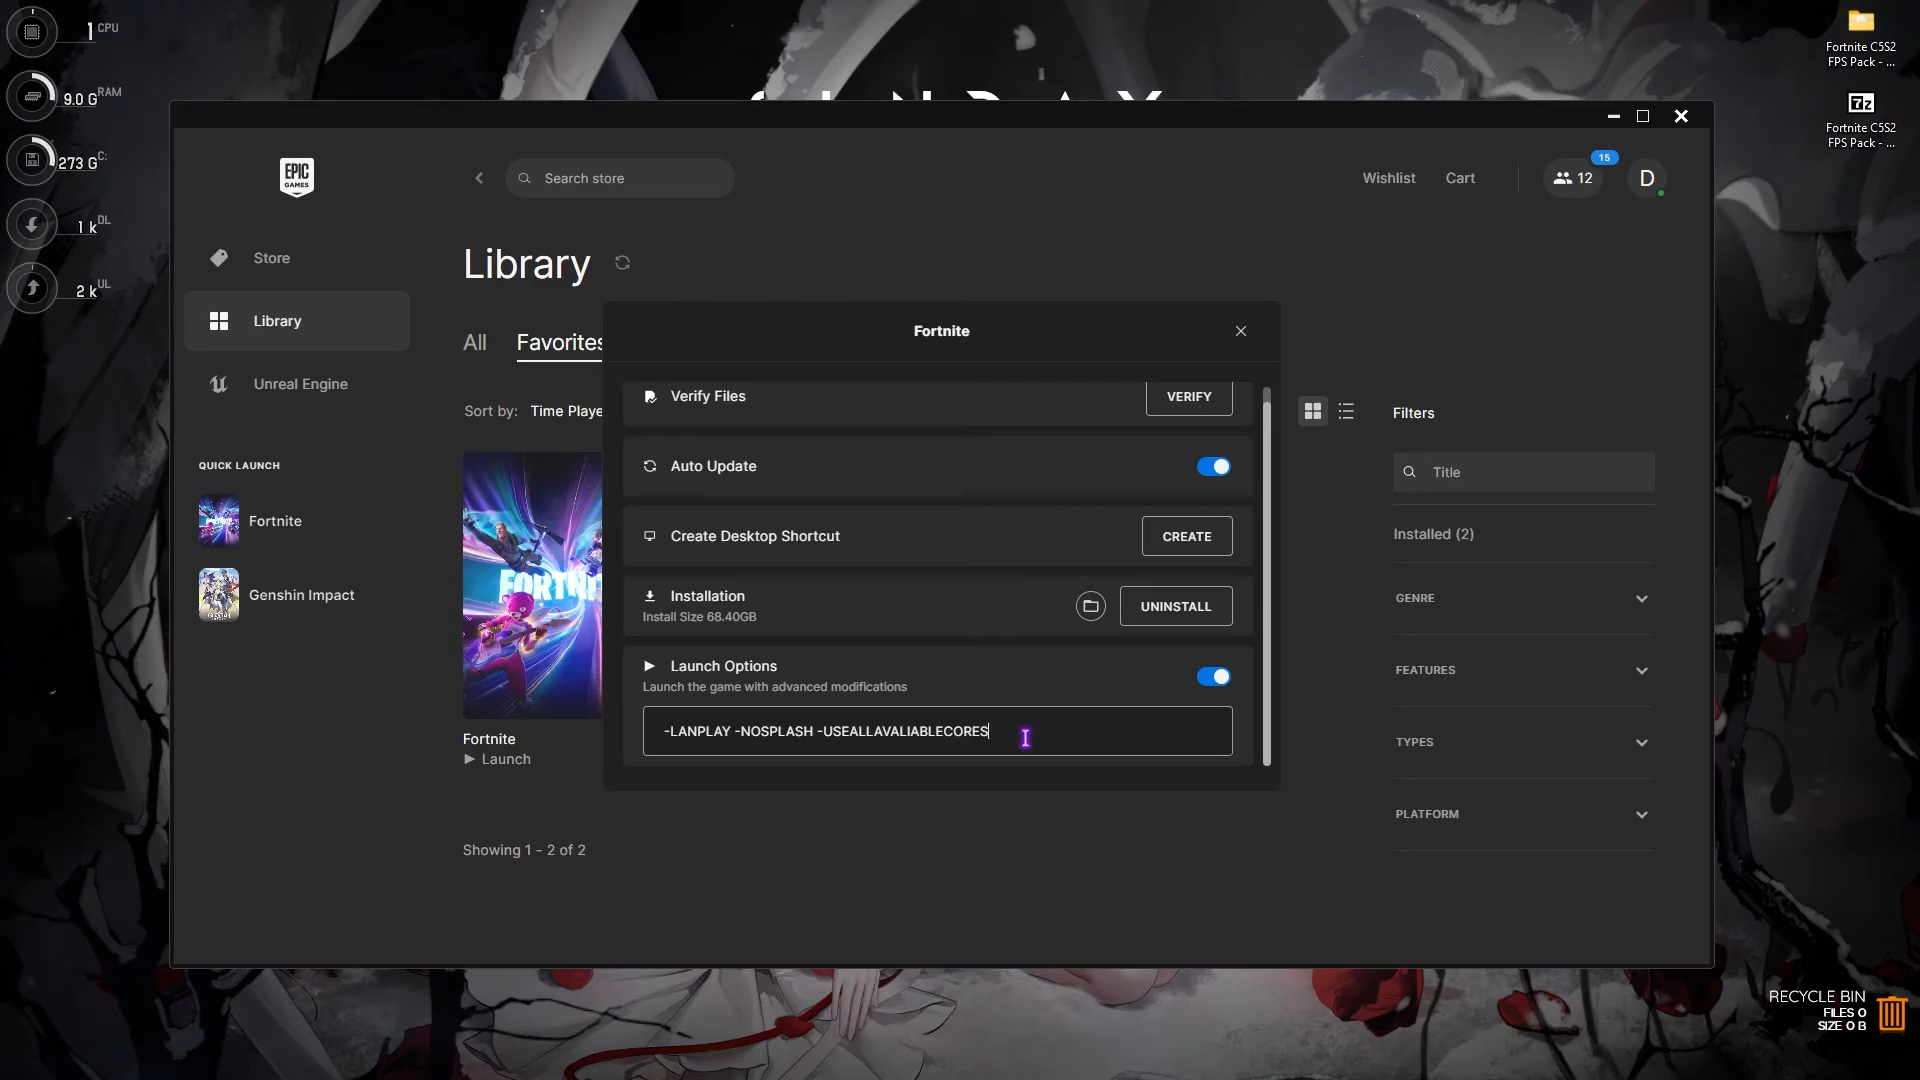 1 CPU
9.0 G RAM
273 G C:
1 k DL
2 k UL
Fortnite C5S2
FPS Pack - ...
7z
Fortnite C5S2
FPS Pack - ...
EPIC
GAMES
Search store
Wishlist
Cart
15
12
D
Store
Library
Unreal Engine
QUICK LAUNCH
Fortnite
Genshin Impact
Library
All
Favorites
Sort by: Time Playe
FORTNI
Fortnite
Launch
Showing 1 - 2 of 2
Fortnite
Verify Files
VERIFY
Auto Update
Create Desktop Shortcut
CREATE
Installation
Install Size 68.40GB
UNINSTALL
Launch Options
Launch the game with advanced modifications
-LANPLAY -NOSPLASH -USEALLAVALIABLECORES
Filters
Title
Installed (2)
GENRE
FEATURES
TYPES
PLATFORM
RECYCLE BIN
FILES 0
SIZE 0 B